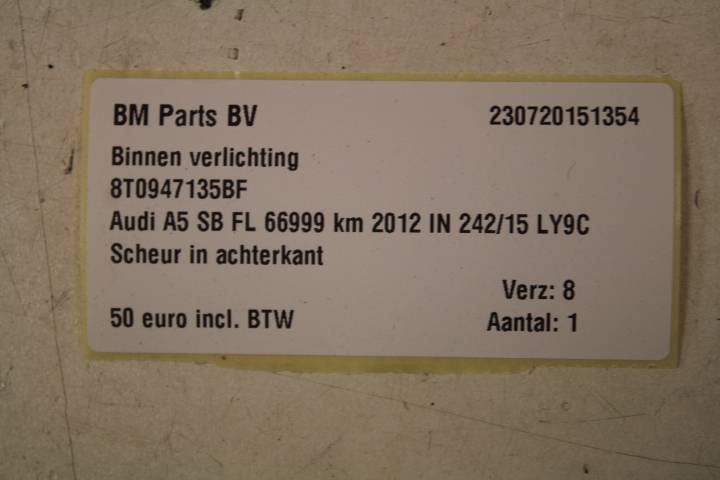 BM Parts BV 230720151354
Binnen verlichting
8T0947135BF
Audi A5 SB FL 66999 km 2012 IN 242/15 LY9C
Scheur in achterkant
Verz: 8
50 euro incl. BTW Aantal: 1